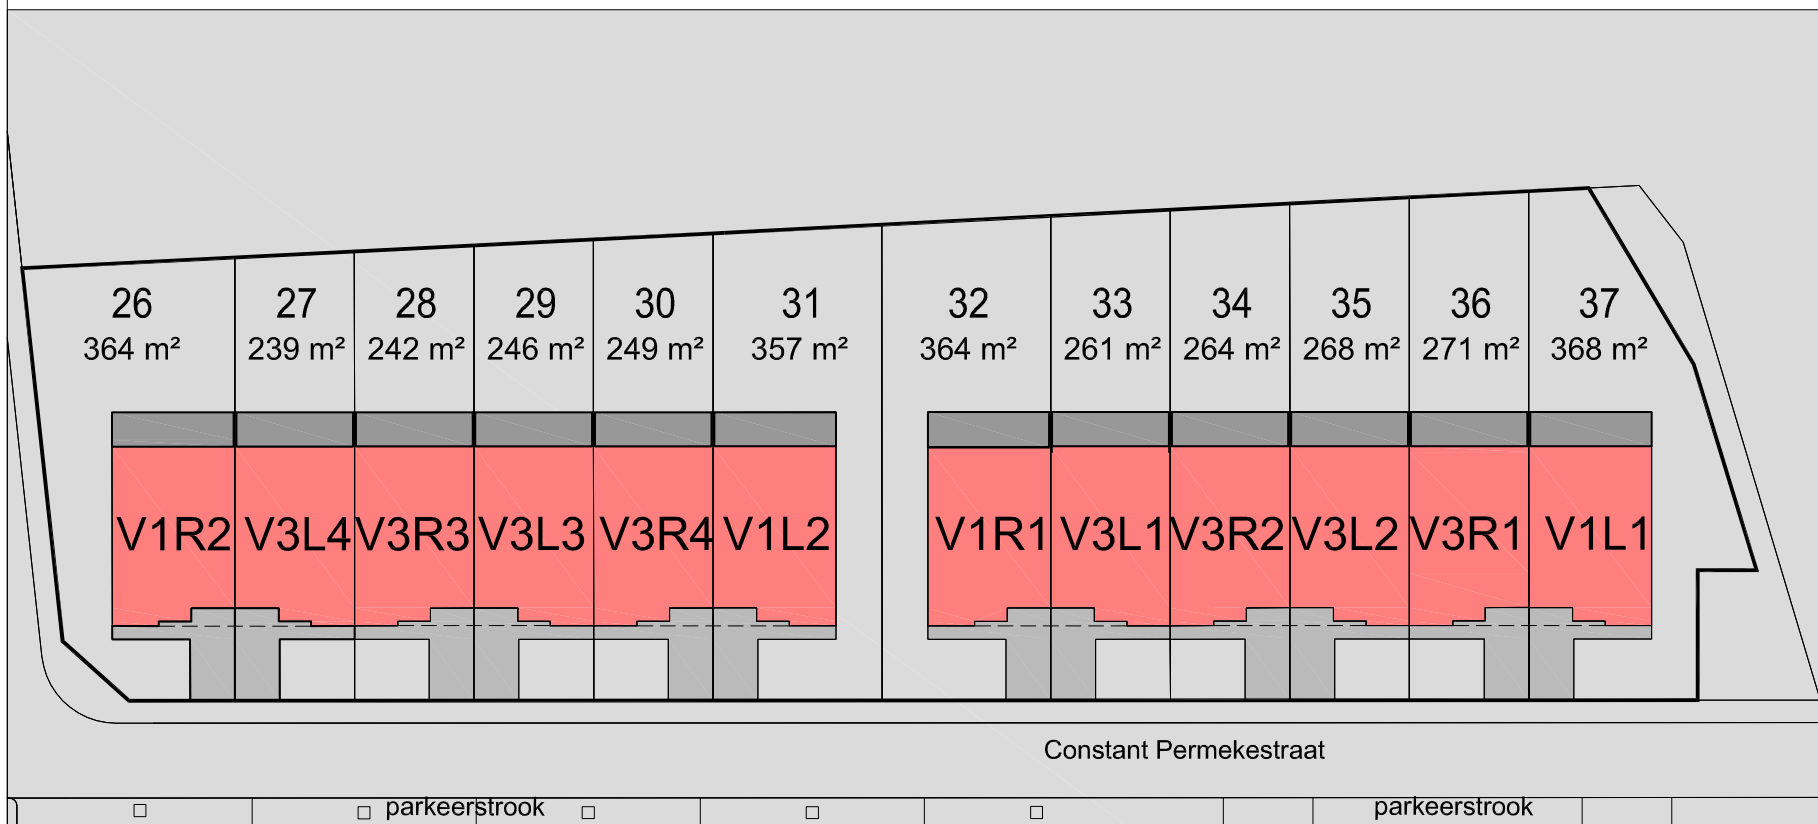 26 27 28 29 30 31 32 33 34 35 36 37
364 m² 239 m² 242 m² 246 m² 249 m² 357 m² 364 m² 261 m² 264 m² 268 m² 271 m² 368 m²
V1R2 V3L4 V3R3 V3L3 V3R4 V1L2 V1R1 V3L1 V3R2 V3L2 V3R1 V1L1
Constant Permekestraat
parkeerstrook parkeerstrook